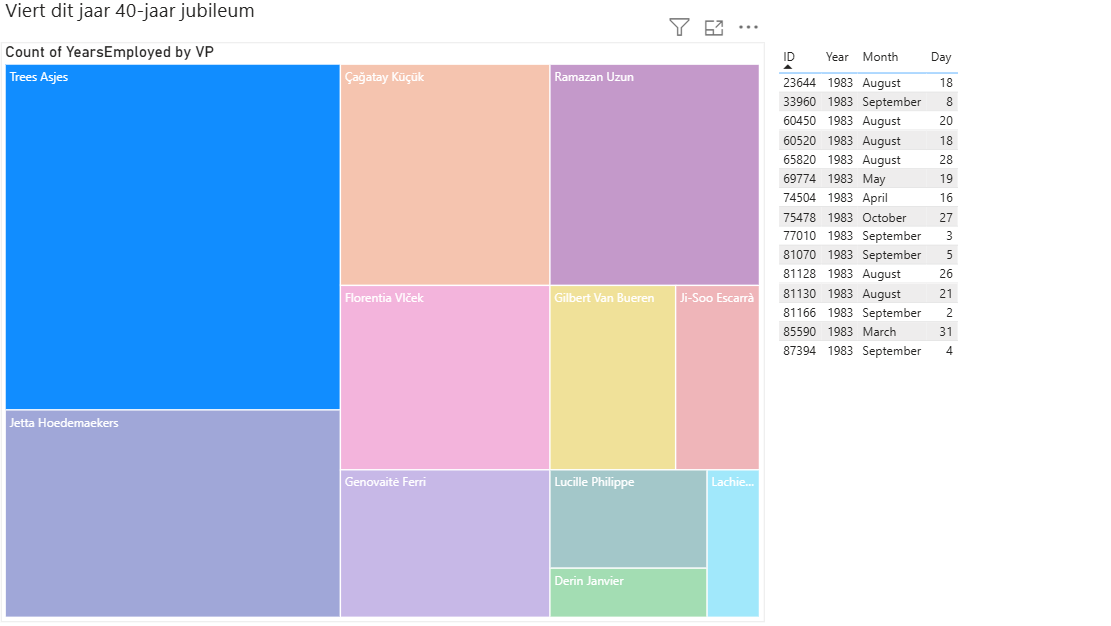 Viert dit jaar 40-jaar jubileum
Count of YearsEmployed by VP
Trees Asjes
Jetta Hoedemaekers
Çağatay Küçük
Ramazan Uzun
Florentia Vlček
Gilbert Van Bueren
Ji-Soo Escarrà
Genovaitė Ferri
Lucille Philippe
Lachie...
Derin Janvier
ID Year Month Day
23644 1983 August 18
33960 1983 September 8
60450 1983 August 20
60520 1983 August 18
65820 1983 August 28
69774 1983 May 19
74504 1983 April 16
75478 1983 October 27
77010 1983 September 3
81070 1983 September 5
81128 1983 August 26
81130 1983 August 21
81166 1983 September 2
85590 1983 March 31
87394 1983 September 4